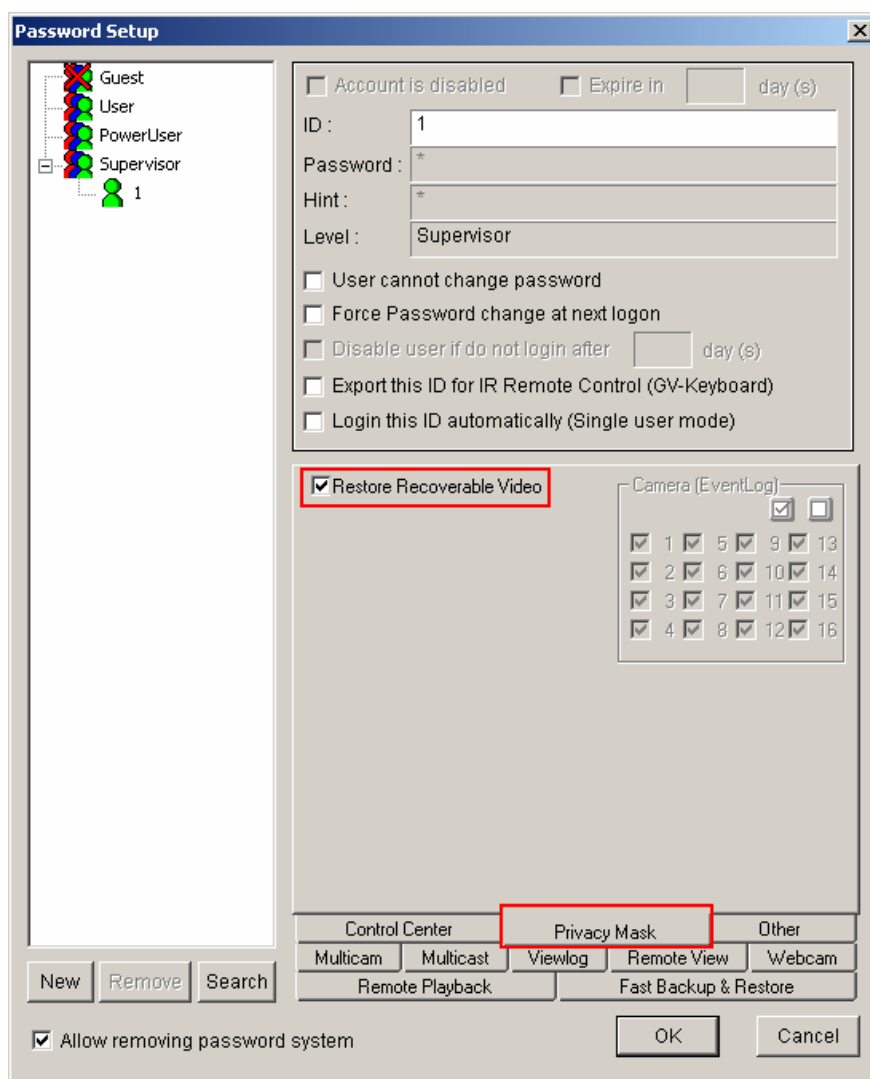 Password Setup
Guest
User
PowerUser
Supervisor
1
Account is disabled Expire in day (s)
ID : 1
Password : *
Hint : *
Level : Supervisor
User cannot change password
Force Password change at next logon
Disable user if do not login after day (s)
Export this ID for IR Remote Control (GV-Keyboard)
Login this ID automatically (Single user mode)
Restore Recoverable Video
Camera (EventLog)
1 5 9 13
2 6 10 14
3 7 11 15
4 8 12 16
Control Center Privacy Mask Other
Multicam Multicast Viewlog Remote View Webcam
Remote Playback Fast Backup & Restore
New Remove Search
Allow removing password system
OK Cancel